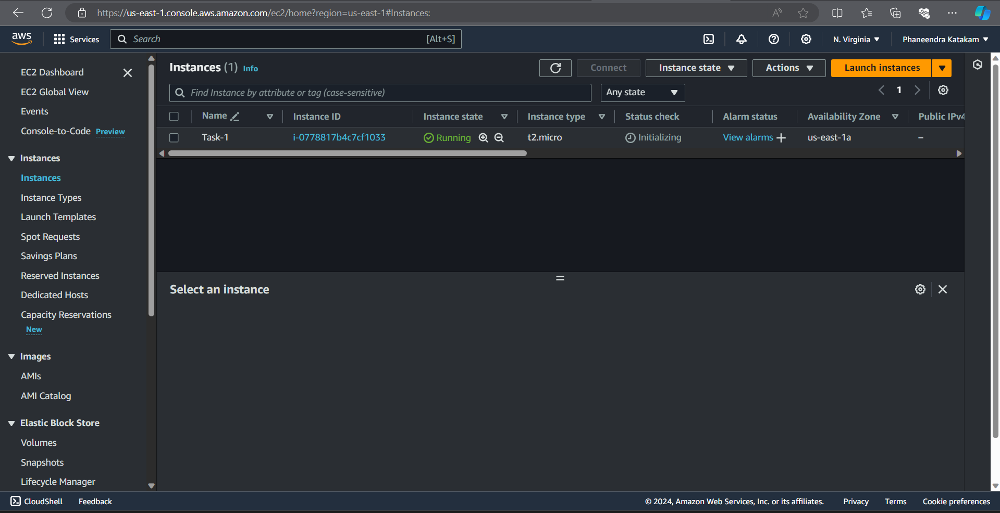 https://us-east-1.console.aws.amazon.com/ec2/home?region=us-east-1#Instances:
aws Services Search [Alt+S] N. Virginia Phaneendra Katakam
EC2 Dashboard
EC2 Global View
Events
Console-to-Code Preview
Instances
Instances
Instance Types
Launch Templates
Spot Requests
Savings Plans
Reserved Instances
Dedicated Hosts
Capacity Reservations
New
Images
AMIs
AMI Catalog
Elastic Block Store
Volumes
Snapshots
Lifecycle Manager
Instances (1) Info Connect Instance state Actions Launch instances
Find Instance by attribute or tag (case-sensitive) Any state 1
Name Instance ID Instance state Instance type Status check Alarm status Availability Zone Public IPv4
Task-1 i-0778817b4c7cf1033 Running t2.micro Initializing View alarms + us-east-1a –
Select an instance
CloudShell Feedback © 2024, Amazon Web Services, Inc. or its affiliates. Privacy Terms Cookie preferences